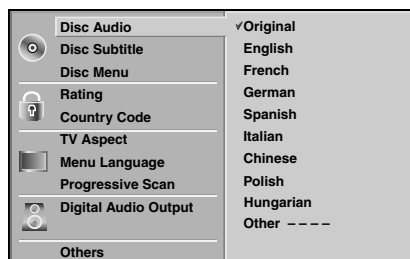 Disc Audio
Disc Subtitle
Disc Menu
Rating
Country Code
TV Aspect
Menu Language
Progressive Scan
Digital Audio Output
Others
✓Original
English
French
German
Spanish
Italian
Chinese
Polish
Hungarian
Other – – – –